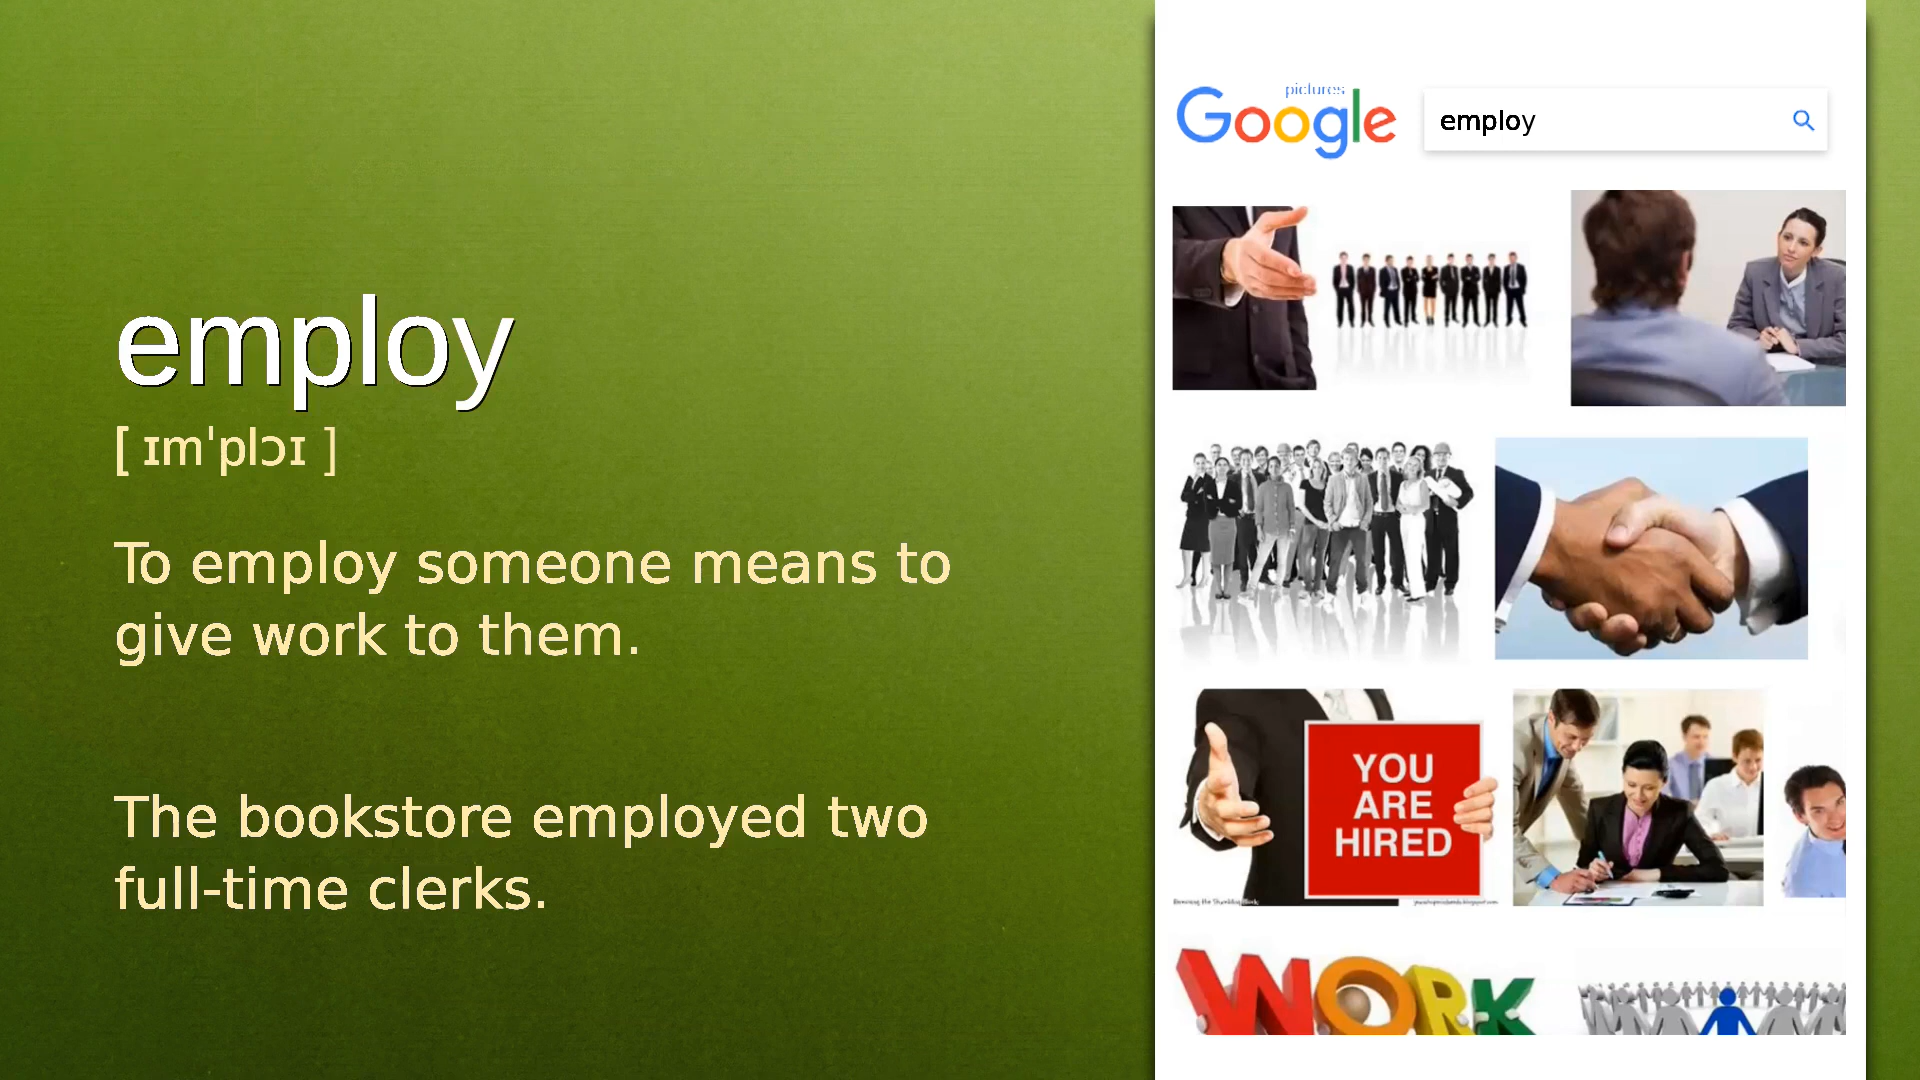 employ
[ ɪmˈplɔɪ ]
To employ someone means to
give work to them.
The bookstore employed two
full-time clerks.
pictures
Google
employ
YOU
ARE
HIRED
WORK